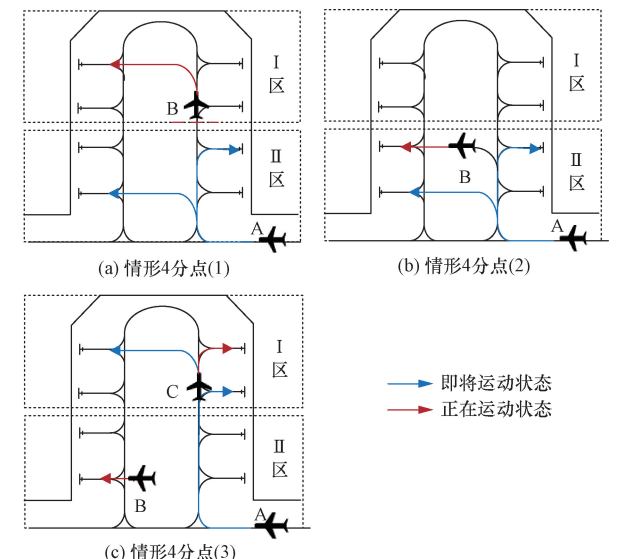 I
区
B
II
区
A
(a) 情形4分点(1)
I
区
II
区
B
A
(b) 情形4分点(2)
I
区
C
II
区
B
A
(c) 情形4分点(3)
即将运动状态
正在运动状态